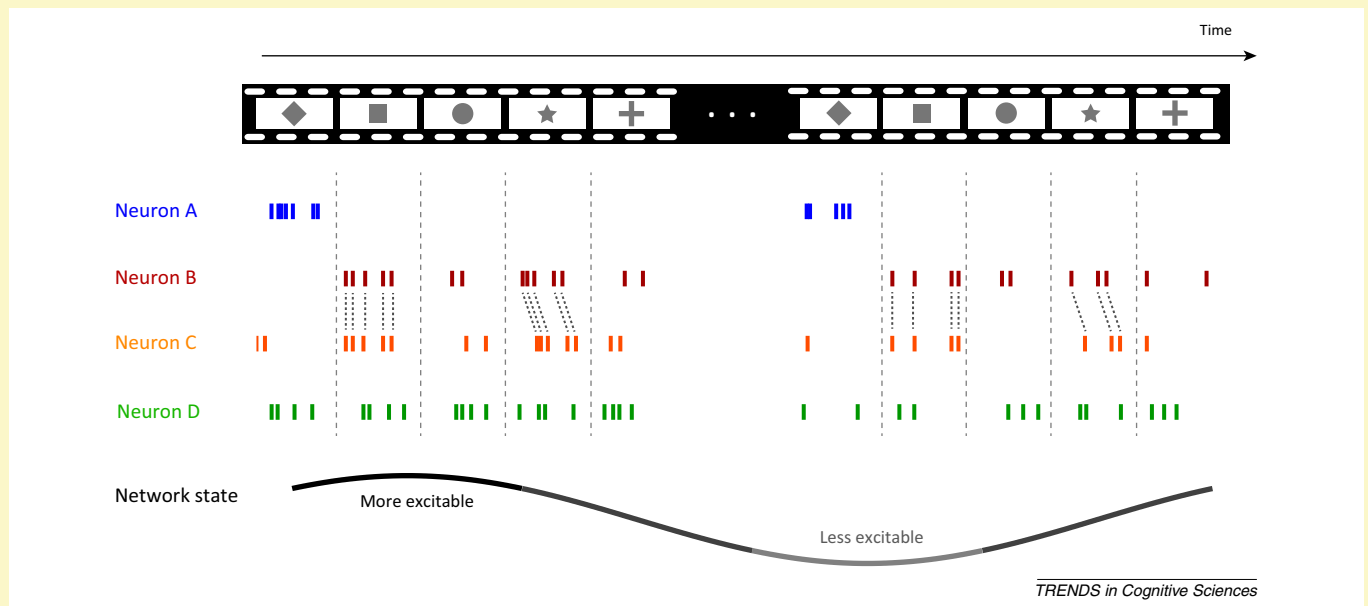 Time
. . .
Neuron A
Neuron B
Neuron C
Neuron D
Network state
More excitable
Less excitable
TRENDS in Cognitive Sciences